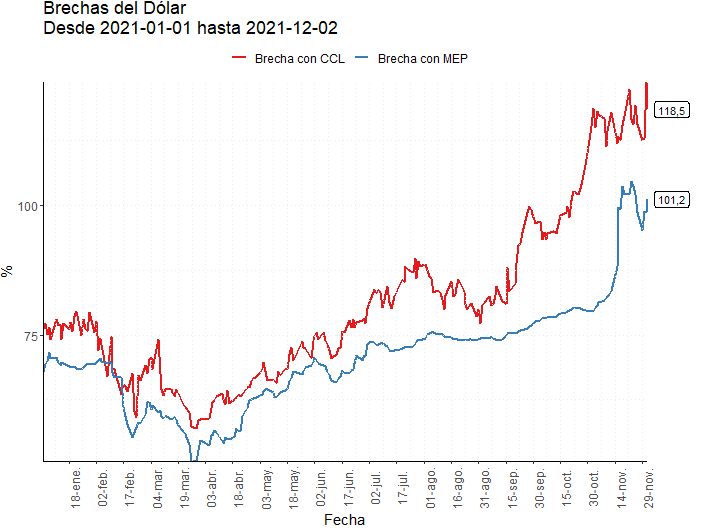 Brechas del Dólar
Desde 2021-01-01 hasta 2021-12-02
Brecha con CCL
Brecha con MEP
118,5
101,2
100
75
%
18-ene.
02-feb.
17-feb.
04-mar.
19-mar.
03-abr.
18-abr.
03-may.
18-may.
02-jun.
17-jun.
02-jul.
17-jul.
01-ago.
16-ago.
31-ago.
15-sep.
30-sep.
15-oct.
30-oct.
14-nov.
29-nov.
Fecha